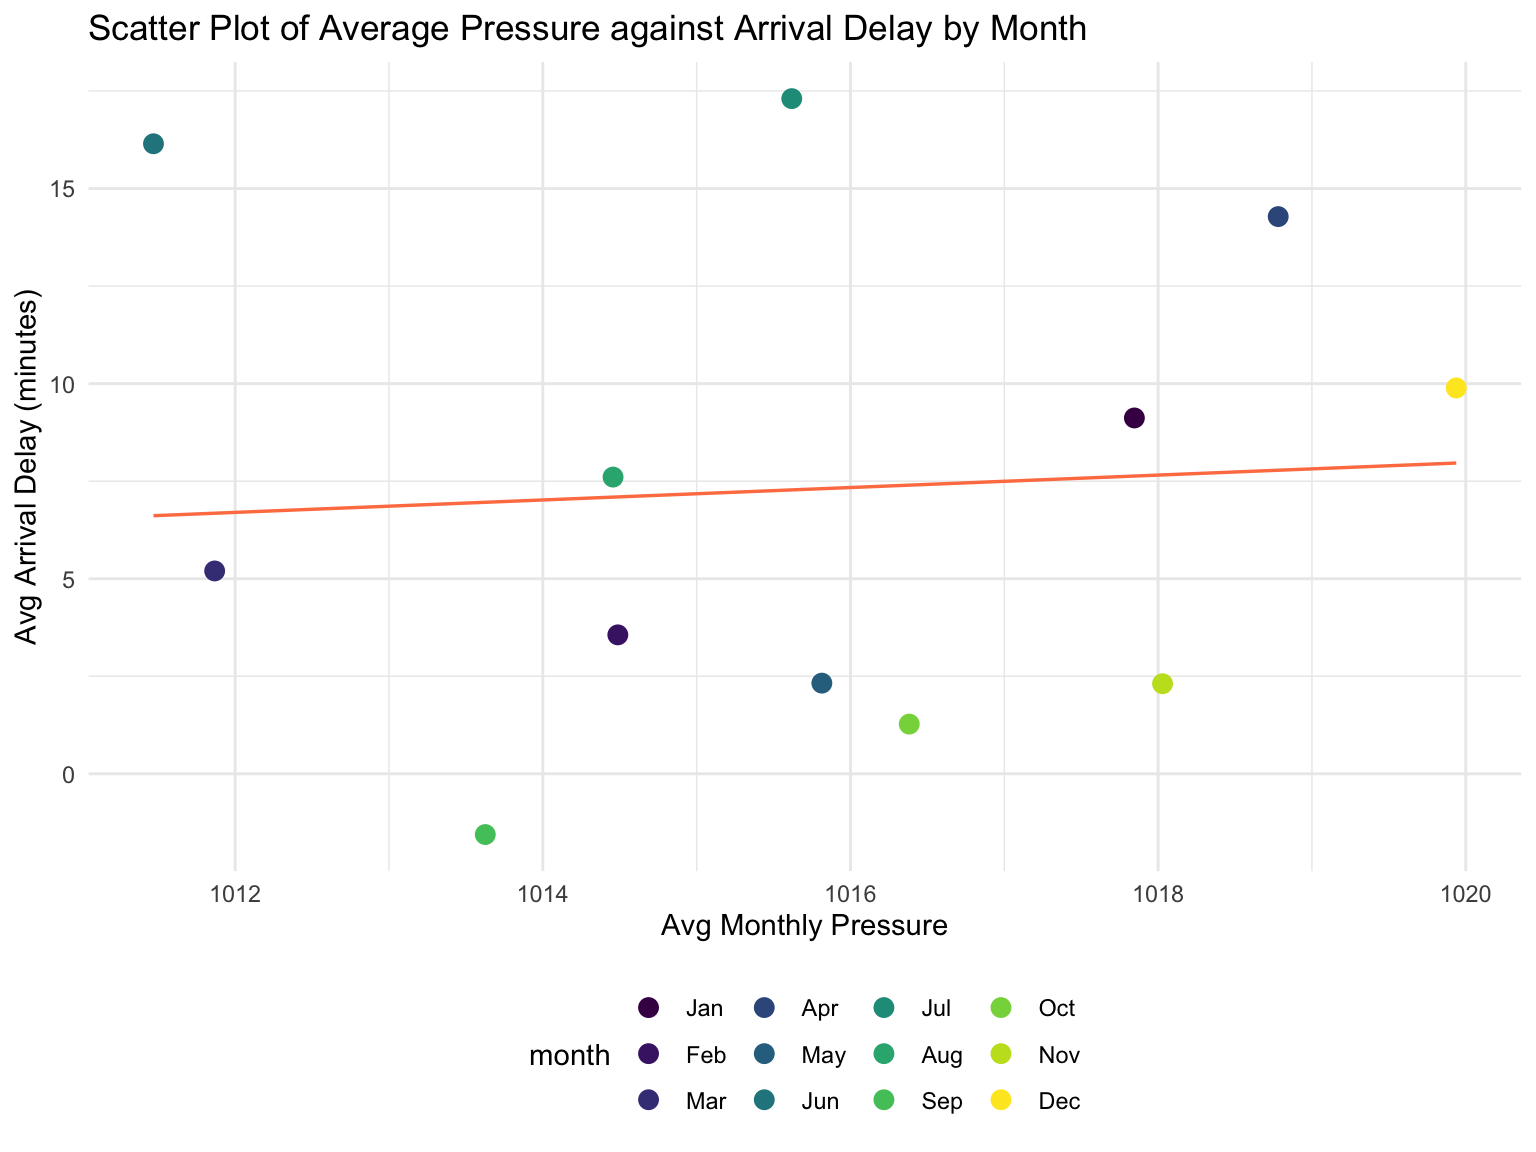 Scatter Plot of Average Pressure against Arrival Delay by Month
Avg Arrival Delay (minutes)
15
10
5
0
1012 1014 1016 1018 1020
Avg Monthly Pressure
month
Jan Apr Jul Oct
Feb May Aug Nov
Mar Jun Sep Dec